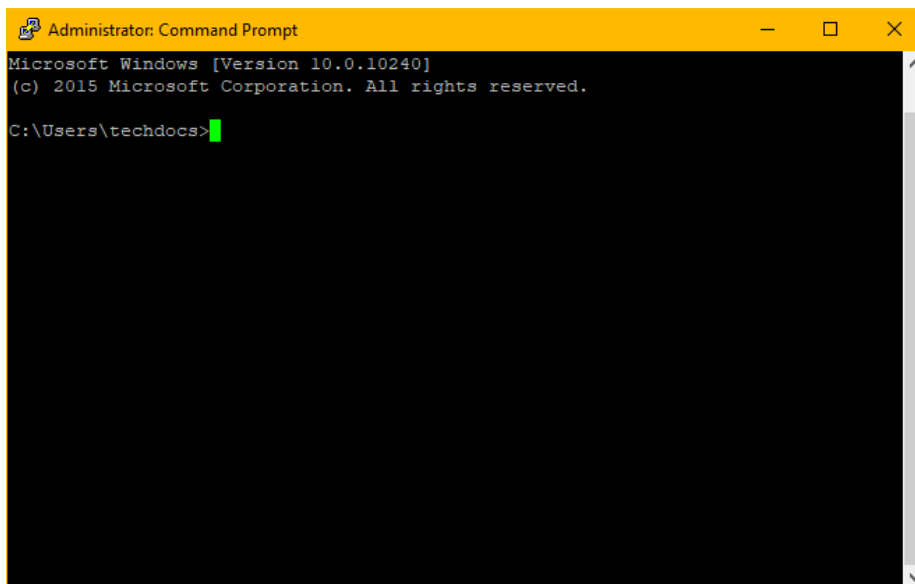 Administrator: Command Prompt
Microsoft Windows [Version 10.0.10240]
(c) 2015 Microsoft Corporation. All rights reserved.
C:\Users\techdocs>